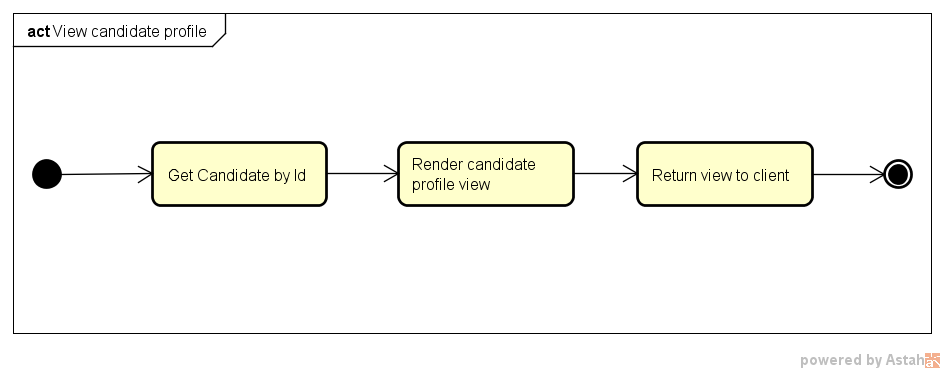 act View candidate profile
Get Candidate by Id
Render candidate
profile view
Return view to client
powered by Astah